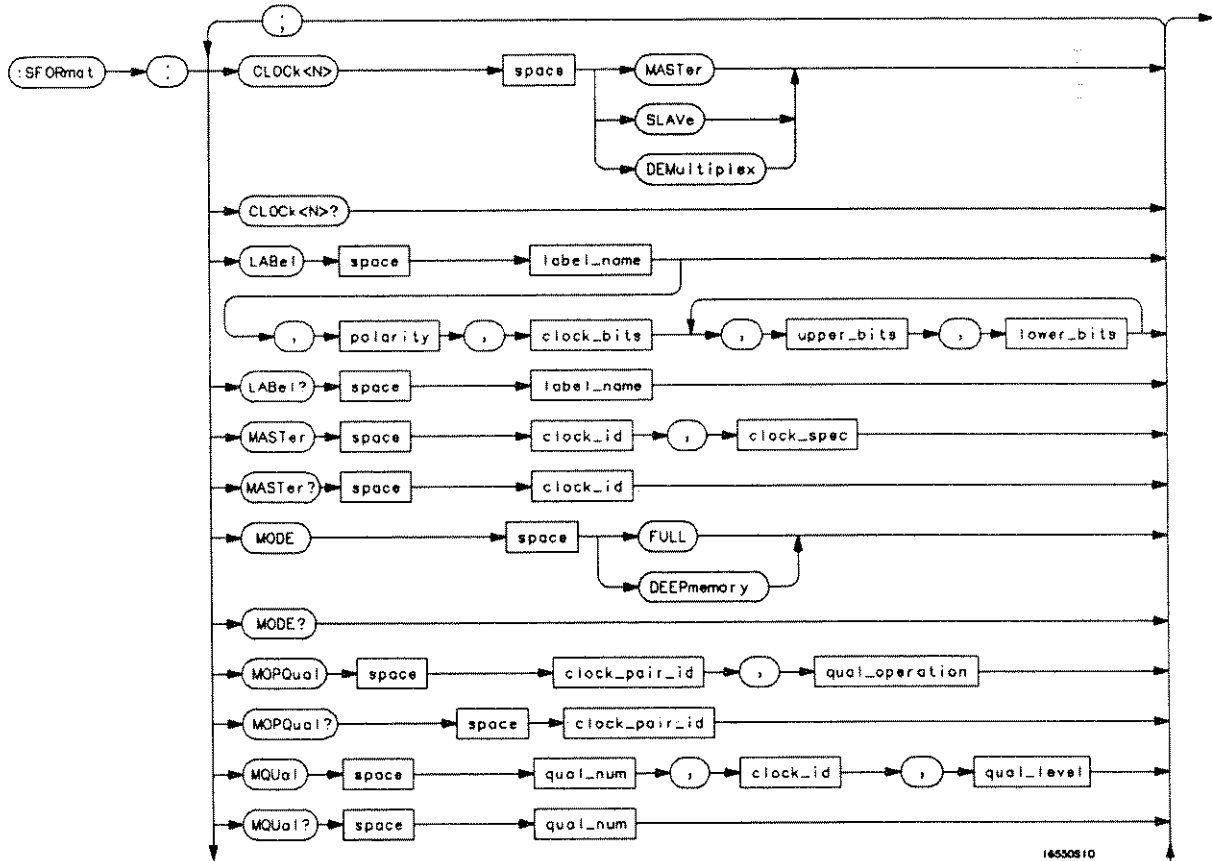 ;
:SFORmat : CLOCk<N> space MASTer
SLAVe
DEMultiplex
CLOCk<N>?
LABel space label_name
, polarity , clock_bits , upper_bits , lower_bits
LABel? space label_name
MASTer space clock_id , clock_spec
MASTer? space clock_id
MODE space FULL
DEEPmemory
MODE?
MOPQual space clock_pair_id , qual_operation
MOPQual? space clock_pair_id
MQUal space qual_num , clock_id , qual_level
MQUal? space qual_num
16550S10